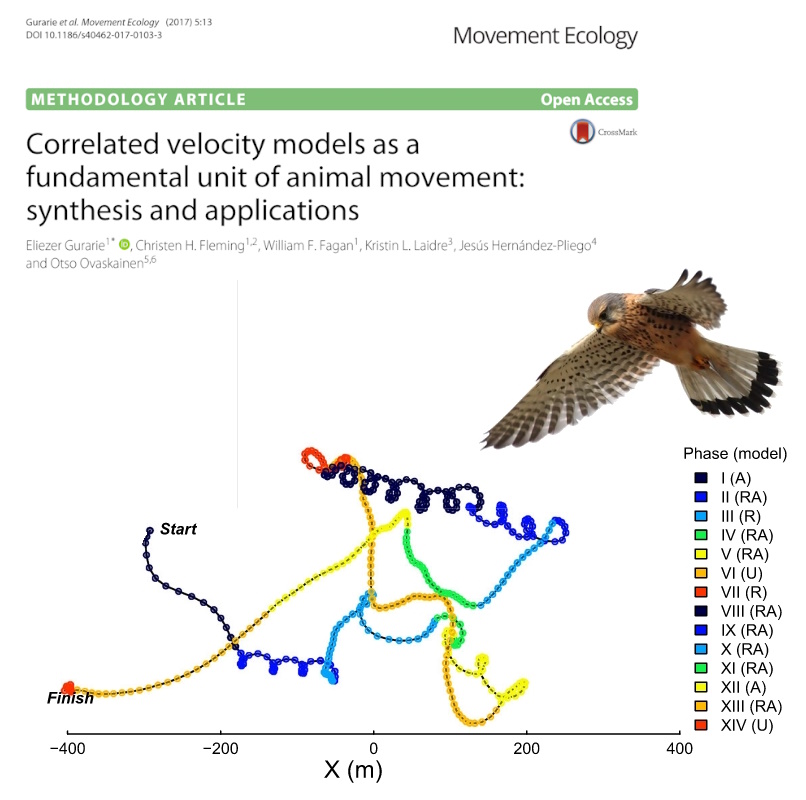 Gurarie et al. Movement Ecology (2017) 5:13
DOI 10.1186/s40462-017-0103-3
Movement Ecology
METHODOLOGY ARTICLE
Open Access
CrossMark
Correlated velocity models as a
fundamental unit of animal movement:
synthesis and applications
Eliezer Gurarie1* iD, Christen H. Fleming1,2, William F. Fagan1, Kristin L. Laidre3, Jesús Hernández-Pliego4
and Otso Ovaskainen5,6
Phase (model)
I (A)
II (RA)
III (R)
IV (RA)
V (RA)
VI (U)
VII (R)
VIII (RA)
IX (RA)
X (RA)
XI (RA)
XII (A)
XIII (RA)
XIV (U)
Start
Finish
−400 −200 0 200 400
X (m)